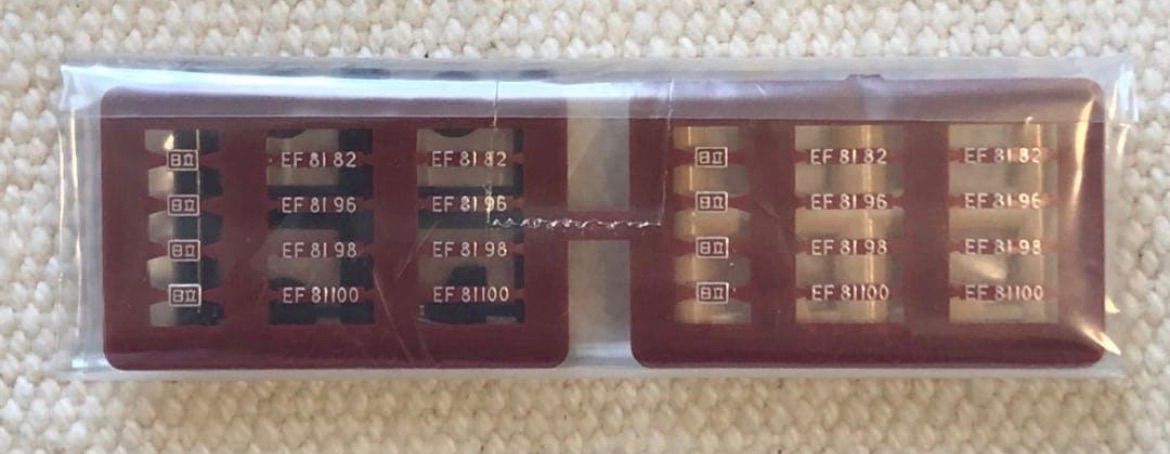 日立 EF 81 82 EF 81 82 日立 EF 81 82 EF 81 82
日立 EF 81 96 EF 81 96 日立 EF 81 96 EF 81 96
日立 EF 81 98 EF 81 98 日立 EF 81 98 EF 81 98
日立 EF 81100 EF 81100 日立 EF 81100 EF 81100